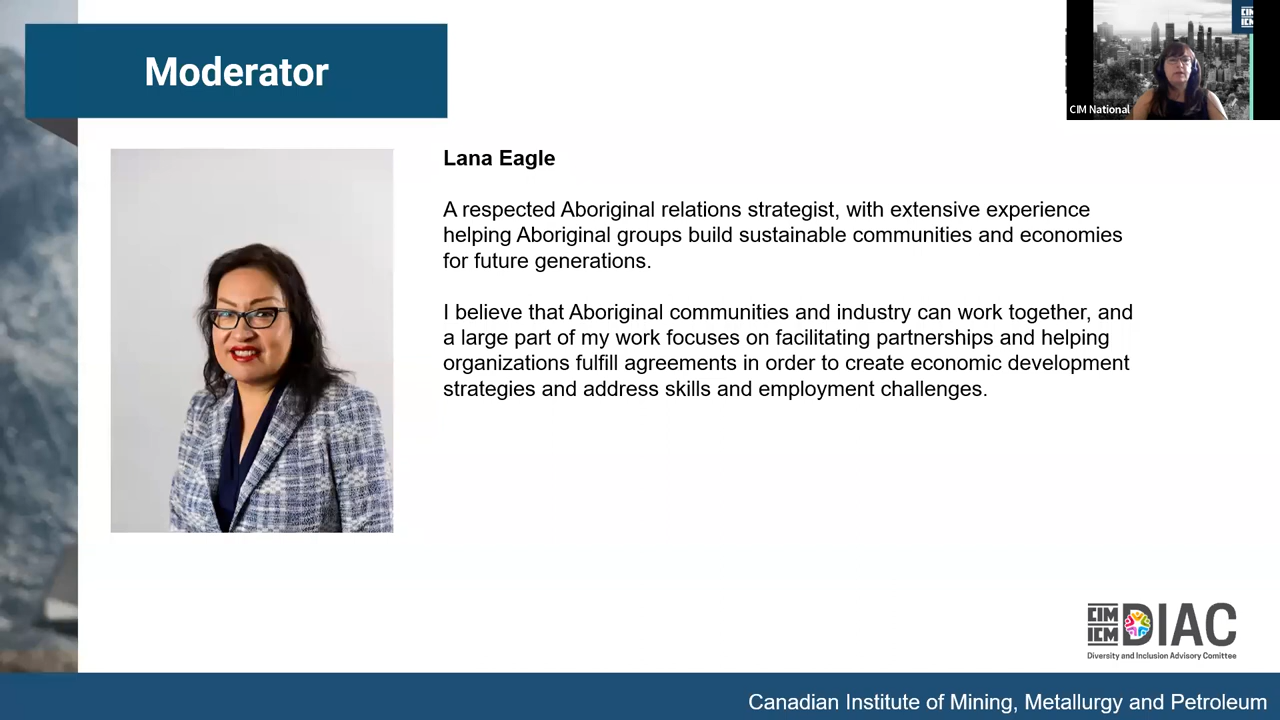 Moderator
CIM
ICM
CIM National
Lana Eagle
A respected Aboriginal relations strategist, with extensive experience
helping Aboriginal groups build sustainable communities and economies
for future generations.
I believe that Aboriginal communities and industry can work together, and
a large part of my work focuses on facilitating partnerships and helping
organizations fulfill agreements in order to create economic development
strategies and address skills and employment challenges.
CIM
ICM DIAC
Diversity and Inclusion Advisory Comittee
Canadian Institute of Mining, Metallurgy and Petroleum